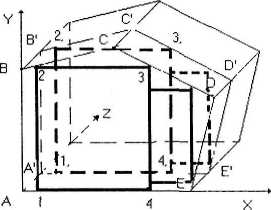 Y
C'
B' 2, C 3,
D'
B 2 3 D
Z
A' 1, 4, E'
E
A 1 4 X